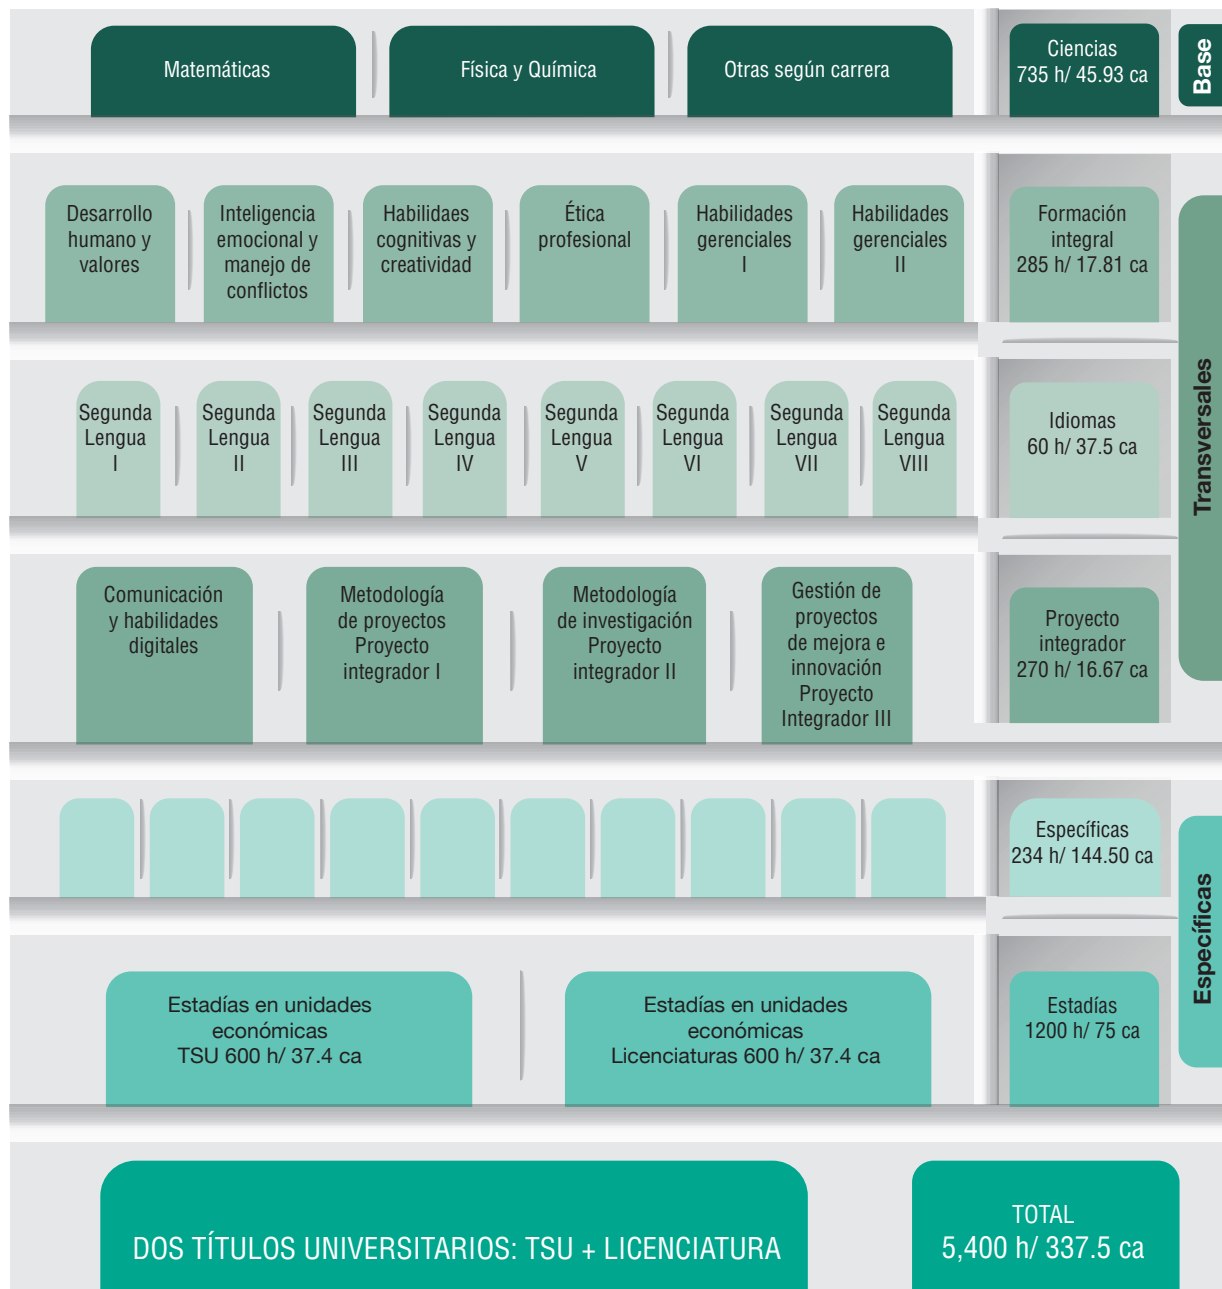 Matemáticas
Física y Química
Otras según carrera
Ciencias
735 h/ 45.93 ca
Base
Desarrollo
humano y
valores
Inteligencia
emocional y
manejo de
conflictos
Habilidaes
cognitivas y
creatividad
Ética
profesional
Habilidades
gerenciales
I
Habilidades
gerenciales
II
Formación
integral
285 h/ 17.81 ca
Transversales
Segunda
Lengua
I
Segunda
Lengua
II
Segunda
Lengua
III
Segunda
Lengua
IV
Segunda
Lengua
V
Segunda
Lengua
VI
Segunda
Lengua
VII
Segunda
Lengua
VIII
Idiomas
60 h/ 37.5 ca
Comunicación
y habilidades
digitales
Metodología
de proyectos
Proyecto
integrador I
Metodología
de investigación
Proyecto
integrador II
Gestión de
proyectos
de mejora e
innovación
Proyecto
Integrador III
Proyecto
integrador
270 h/ 16.67 ca
Específicas
234 h/ 144.50 ca
Específicas
Estadías en unidades
económicas
TSU 600 h/ 37.4 ca
Estadías en unidades
económicas
Licenciaturas 600 h/ 37.4 ca
Estadías
1200 h/ 75 ca
DOS TÍTULOS UNIVERSITARIOS: TSU + LICENCIATURA
TOTAL
5,400 h/ 337.5 ca